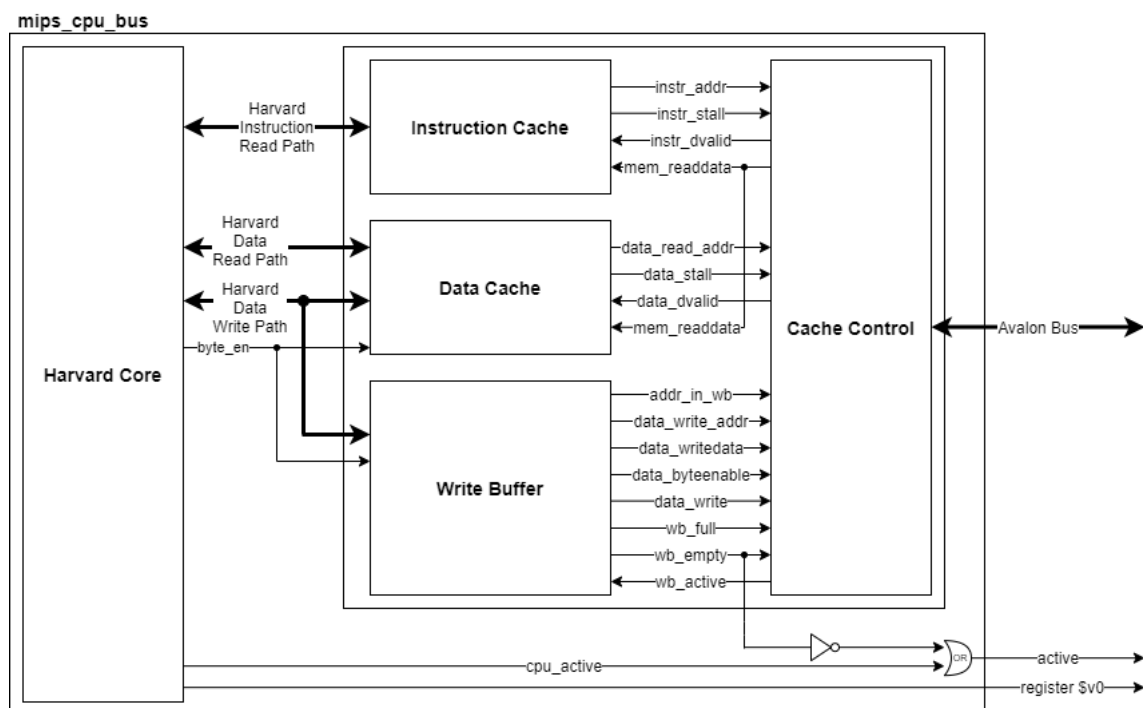 mips_cpu_bus
Harvard Core
Harvard
Instruction
Read Path
Harvard
Data
Read Path
Harvard
Data
Write Path
byte_en
Instruction Cache
instr_addr
instr_stall
instr_dvalid
mem_readdata
Data Cache
data_read_addr
data_stall
data_dvalid
mem_readdata
Write Buffer
addr_in_wb
data_write_addr
data_writedata
data_byteenable
data_write
wb_full
wb_empty
wb_active
Cache Control
Avalon Bus
OR
active
cpu_active
register $v0